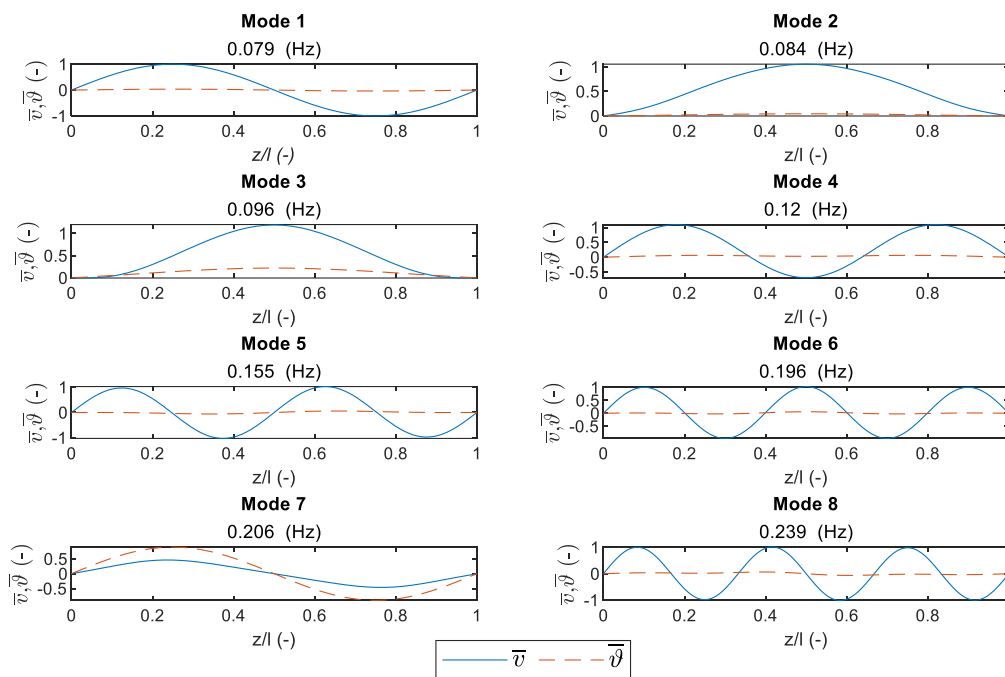 Mode 1
0.079 (Hz)
v̅,ϑ̅ (-)
1
0
-1
0 0.2 0.4 0.6 0.8 1
z/l (-)
Mode 2
0.084 (Hz)
v̅,ϑ̅ (-)
1
0.5
0
0 0.2 0.4 0.6 0.8 1
z/l (-)
Mode 3
0.096 (Hz)
v̅,ϑ̅ (-)
1
0.5
0
0 0.2 0.4 0.6 0.8 1
z/l (-)
Mode 4
0.12 (Hz)
v̅,ϑ̅ (-)
1
0.5
0
-0.5
0 0.2 0.4 0.6 0.8 1
z/l (-)
Mode 5
0.155 (Hz)
v̅,ϑ̅ (-)
1
0
-1
0 0.2 0.4 0.6 0.8 1
z/l (-)
Mode 6
0.196 (Hz)
v̅,ϑ̅ (-)
1
0.5
0
-0.5
0 0.2 0.4 0.6 0.8 1
z/l (-)
Mode 7
0.206 (Hz)
v̅,ϑ̅ (-)
0.5
0
-0.5
0 0.2 0.4 0.6 0.8 1
z/l (-)
Mode 8
0.239 (Hz)
v̅,ϑ̅ (-)
1
0
-1
0 0.2 0.4 0.6 0.8 1
z/l (-)
v̅ ϑ̅